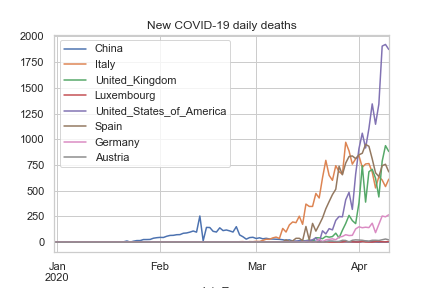 New COVID-19 daily deaths
2000
1750
1500
1250
1000
750
500
250
0
China
Italy
United_Kingdom
Luxembourg
United_States_of_America
Spain
Germany
Austria
Jan
2020
Feb
Mar
Apr